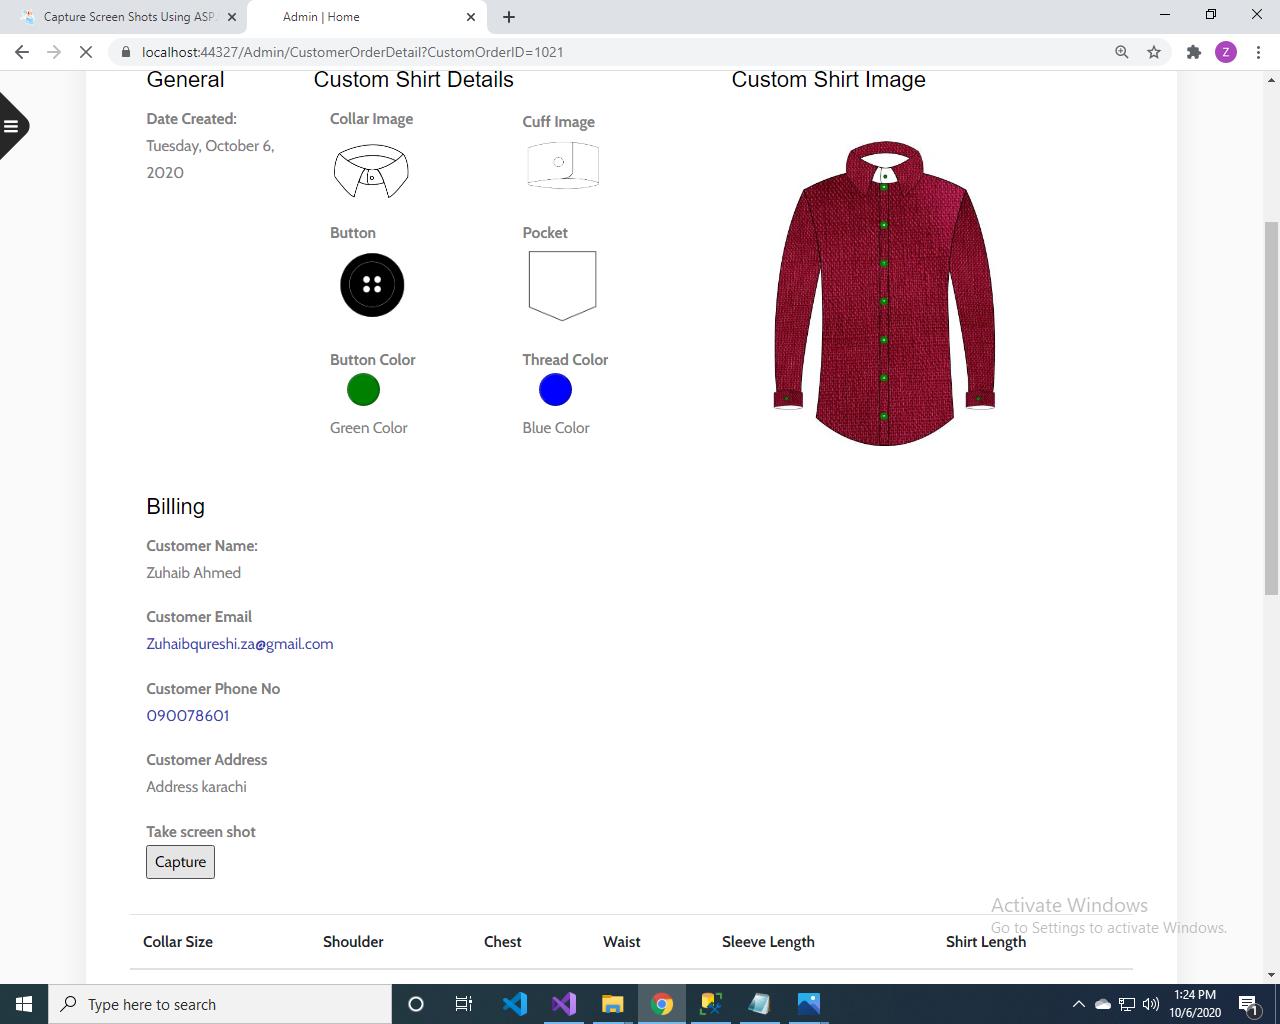 Capture Screen Shots Using ASP.
Admin | Home
localhost:44327/Admin/CustomerOrderDetail?CustomOrderID=1021
Z
General
Custom Shirt Details
Custom Shirt Image
Date Created:
Collar Image
Cuff Image
Tuesday, October 6,
2020
Button
Pocket
Button Color
Thread Color
Green Color
Blue Color
Billing
Customer Name:
Zuhaib Ahmed
Customer Email
Zuhaibqureshi.za@gmail.com
Customer Phone No
090078601
Customer Address
Address karachi
Take screen shot
Capture
Activate Windows
Go to Settings to activate Windows.
Collar Size
Shoulder
Chest
Waist
Sleeve Length
Shirt Length
Type here to search
1:24 PM
10/6/2020
1